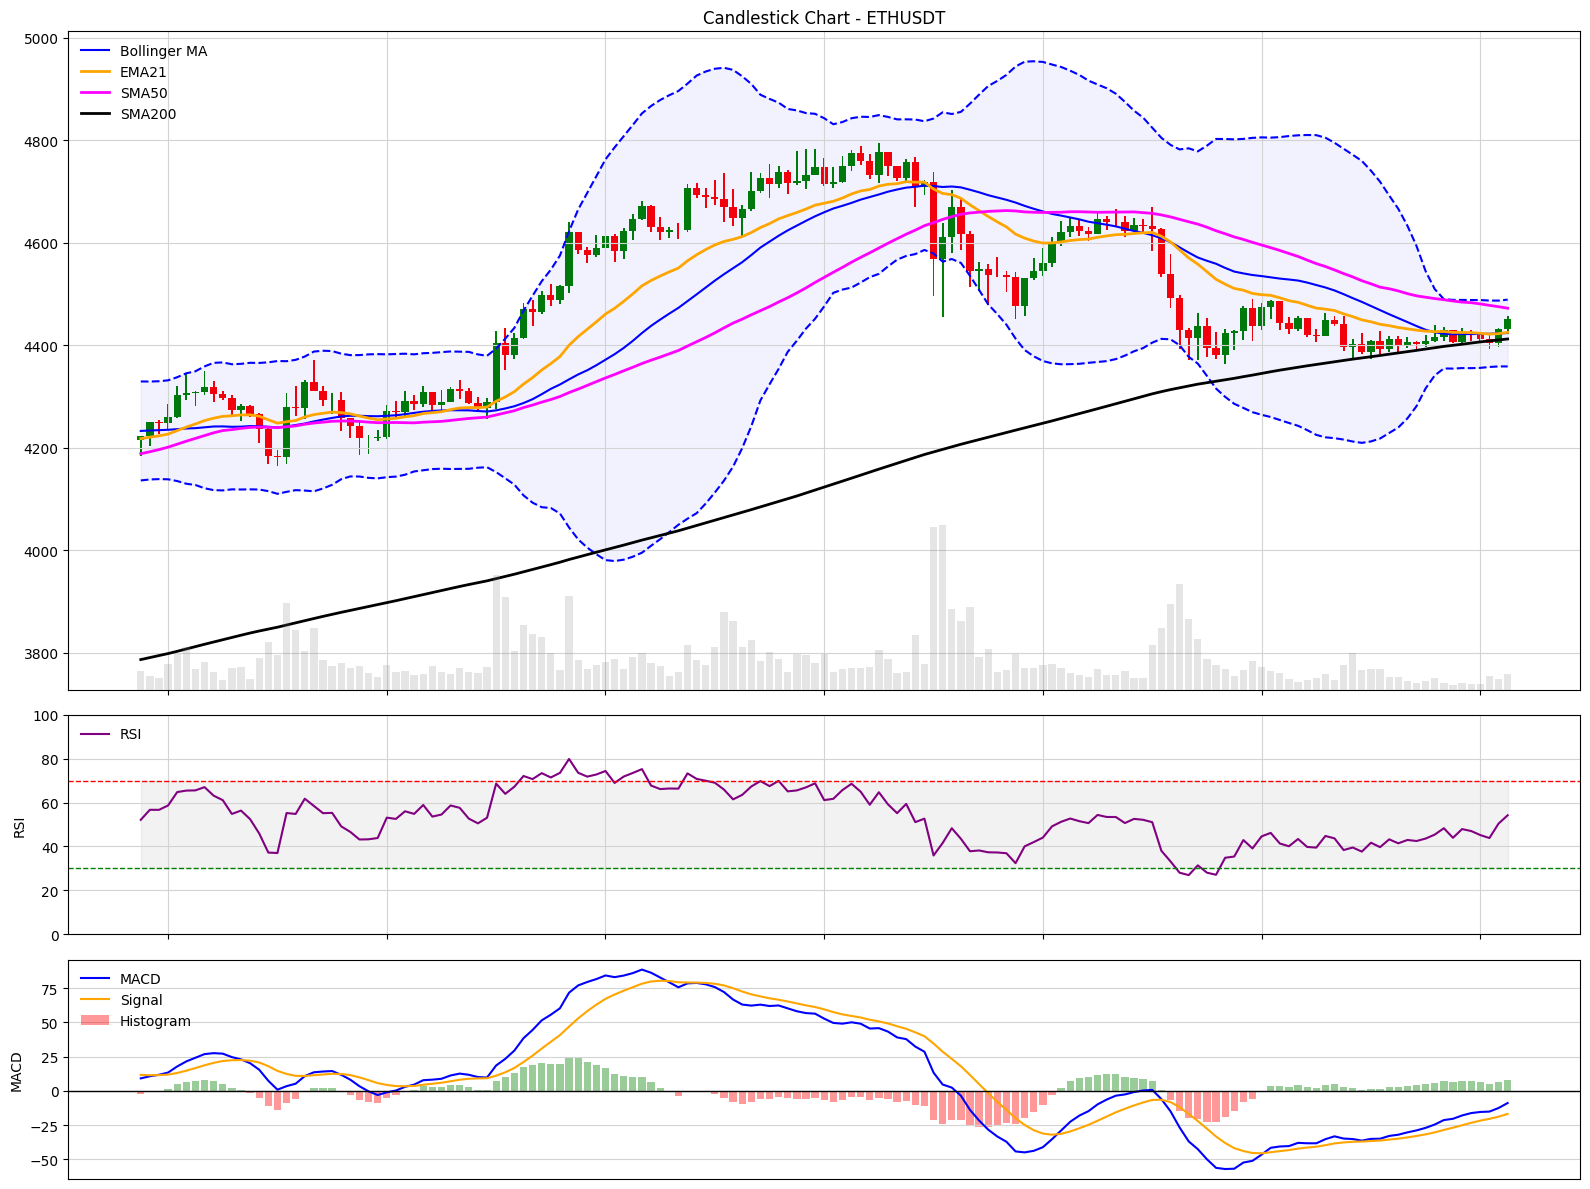 Candlestick Chart - ETHUSDT
Bollinger MA
EMA21
SMA50
SMA200
5000
4800
4600
4400
4200
4000
3800
RSI
100
80
60
40
20
0
RSI
MACD
Signal
Histogram
75
50
25
0
−25
−50
MACD